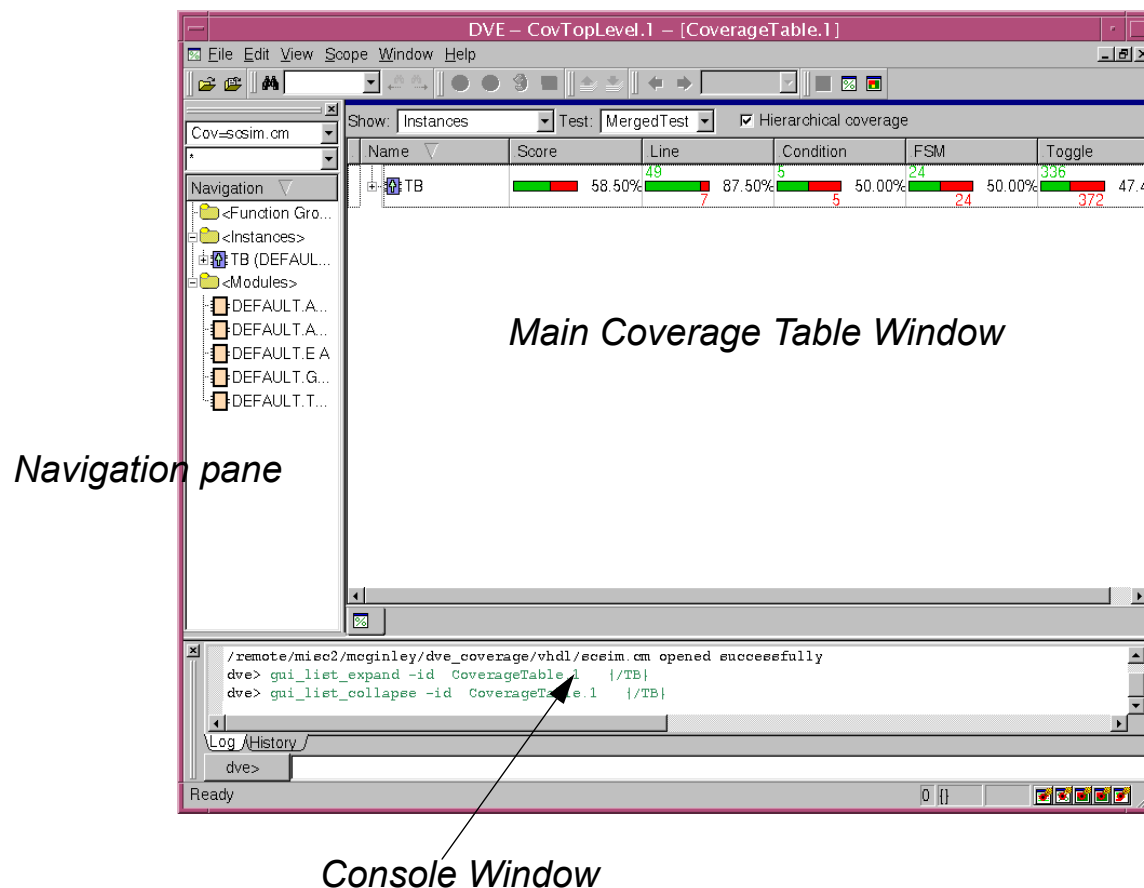 DVE – CovTopLevel.1 – [CoverageTable.1]
File Edit View Scope Window Help
Cov=scsim.cm
*
Navigation
<Function Gro...
<Instances>
TB (DEFAUL...
<Modules>
DEFAULT.A...
DEFAULT.A...
DEFAULT.E A
DEFAULT.G...
DEFAULT.T...
Show: Instances Test: MergedTest Hierarchical coverage
Name Score Line Condition FSM Toggle
49 5 24 336
TB 58.50% 87.50% 50.00% 50.00% 47.4
7 5 24 372
Main Coverage Table Window
Navigation pane
/remote/misc2/mcginley/dve_coverage/vhdl/scsim.cm opened successfully
dve> gui_list_expand -id CoverageTable.1 {/TB}
dve> gui_list_collapse -id CoverageTable.1 {/TB}
Log History
dve>
Ready 0 {}
Console Window